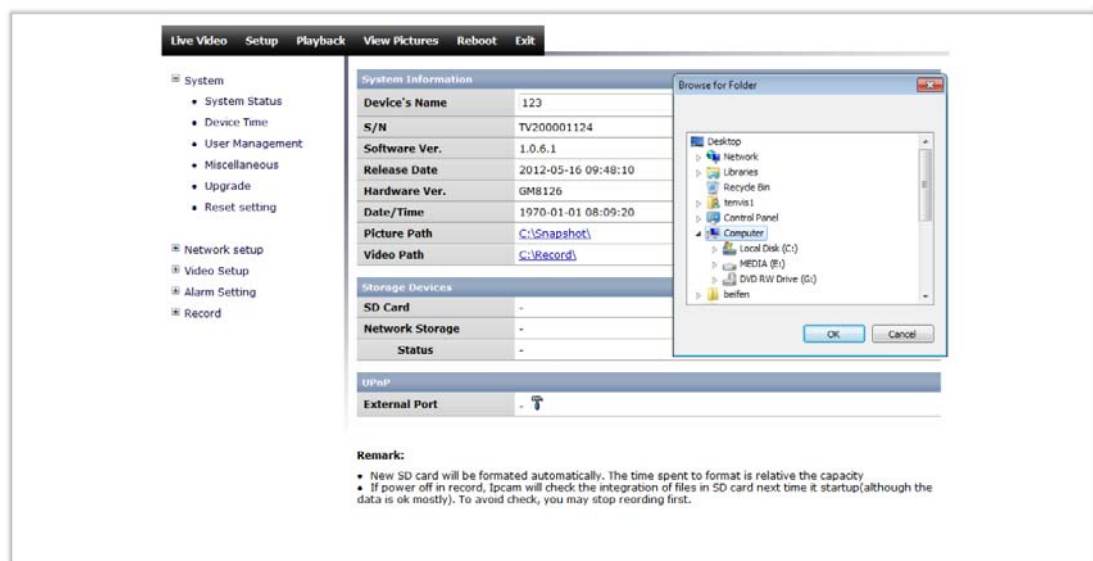 Live Video Setup Playback View Pictures Reboot Exit
System
System Status
Device Time
User Management
Miscellaneous
Upgrade
Reset setting
Network setup
Video Setup
Alarm Setting
Record
System Information
Device's Name 123
S/N TV200001124
Software Ver. 1.0.6.1
Release Date 2012-05-16 09:48:10
Hardware Ver. GM8126
Date/Time 1970-01-01 08:09:20
Picture Path C:\Snapshot\
Video Path C:\Record\
Storage Devices
SD Card -
Network Storage -
Status -
UPnP
External Port -
Browse for Folder
Desktop
Network
Libraries
Recycle Bin
tenvis1
Control Panel
Computer
Local Disk (C:)
MEDIA (E:)
DVD RW Drive (G:)
beifen
OK Cancel
Remark:
• New SD card will be formated automatically. The time spent to format is relative the capacity
• If power off in record, Ipcam will check the integration of files in SD card next time it startup(although the
data is ok mostly). To avoid check, you may stop reording first.